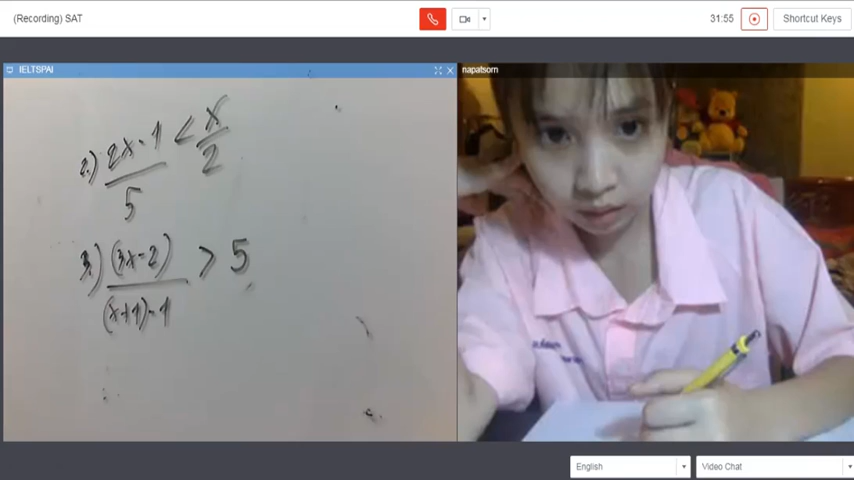 (Recording) SAT
31:55
Shortcut Keys
IELTSPAI
napatsorn
2.) 2x-1/5 < x/2
3.) (3x-2)/(x+1)-1 > 5
English
Video Chat